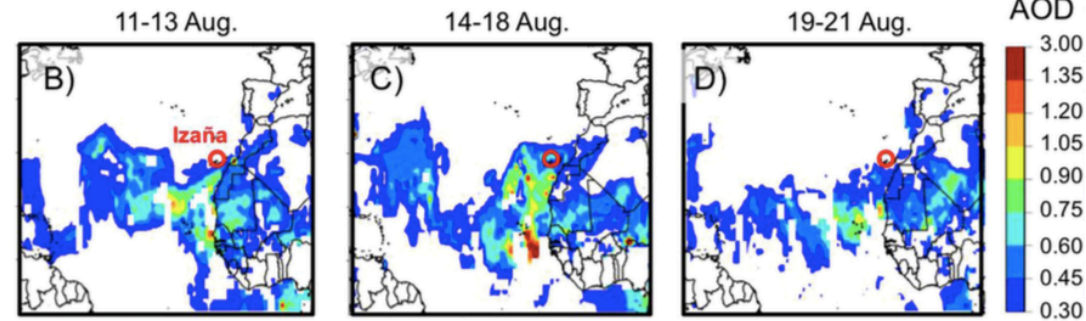 11-13 Aug.
14-18 Aug.
19-21 Aug.
AOD
B)
Izaña
C)
D)
3.00
1.35
1.20
1.05
0.90
0.75
0.60
0.45
0.30